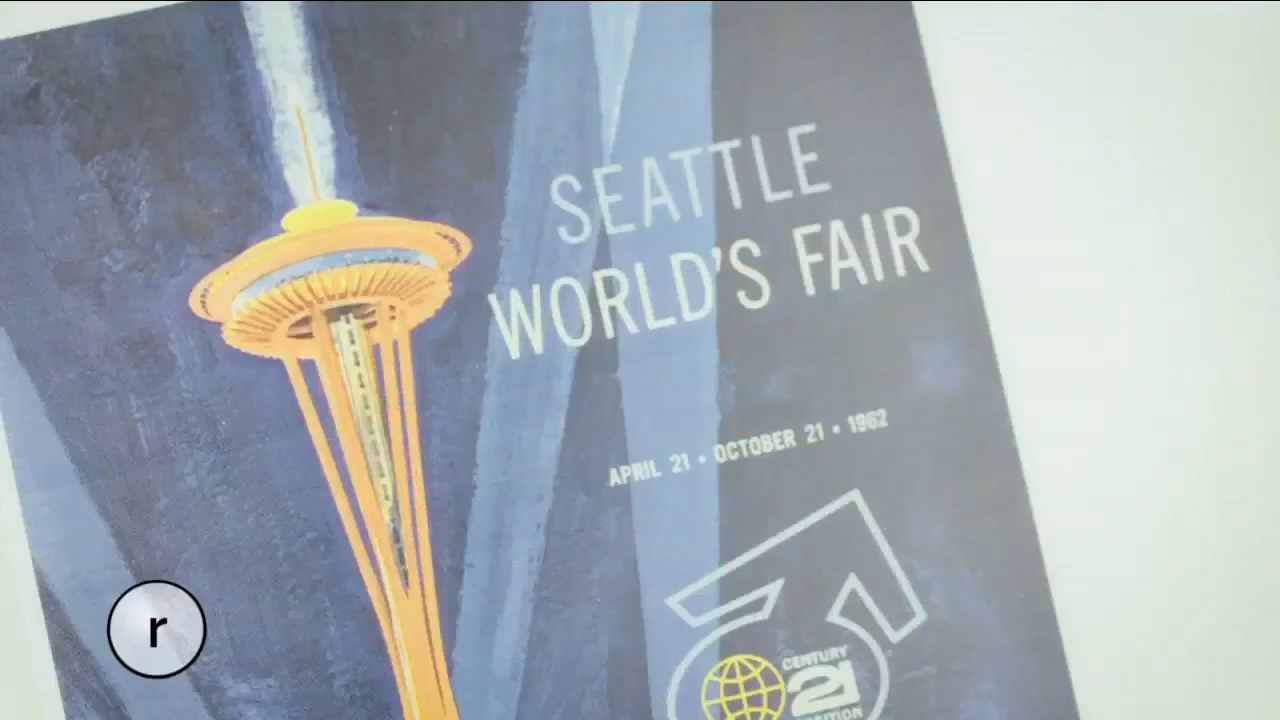 SEATTLE
WORLD'S FAIR
APRIL 21 • OCTOBER 21 • 1962
CENTURY
21
r